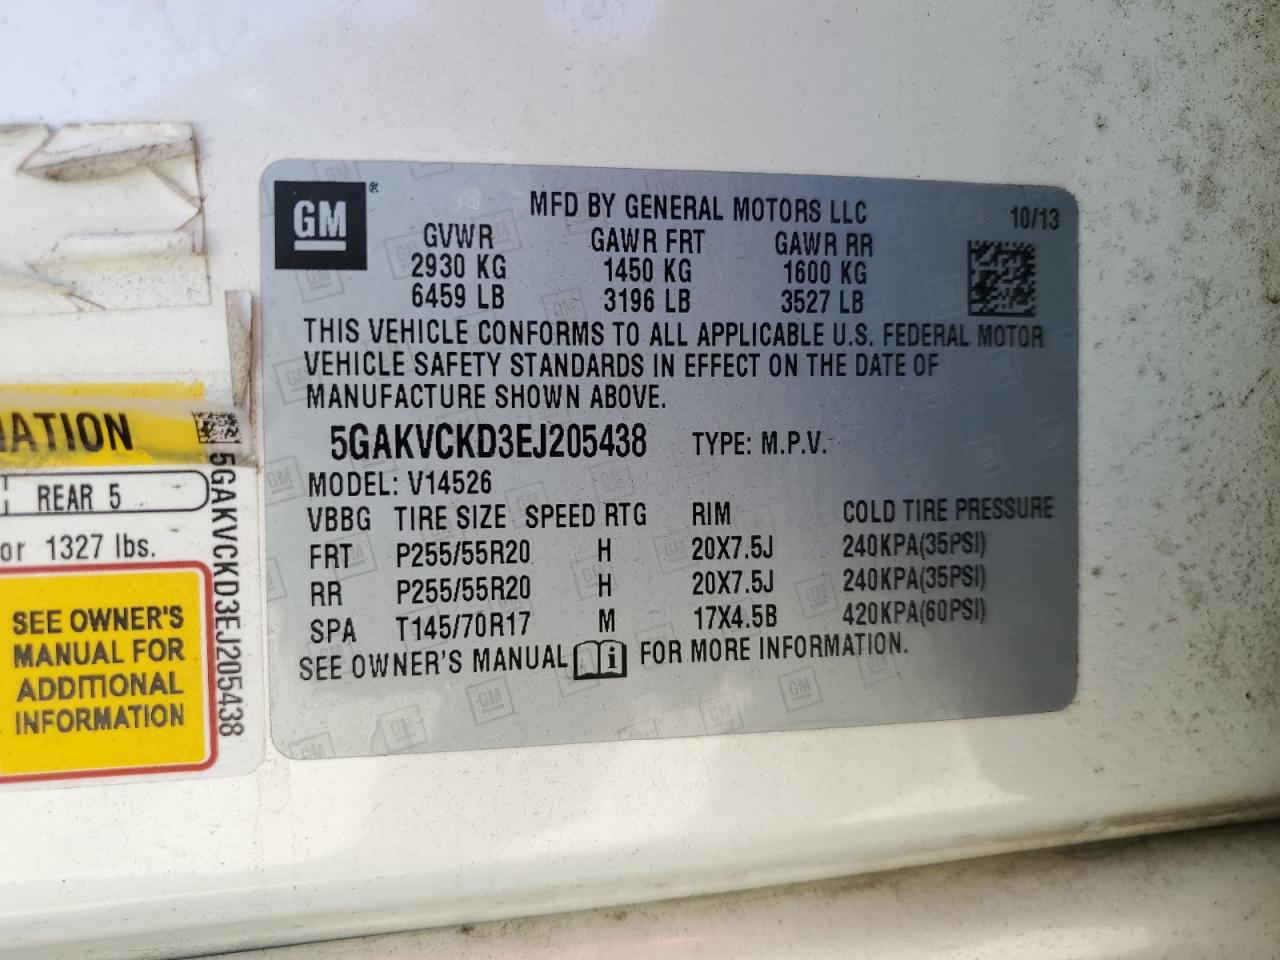 GM ®
MFD BY GENERAL MOTORS LLC 10/13
GVWR GAWR FRT GAWR RR
2930 KG 1450 KG 1600 KG
6459 LB 3196 LB 3527 LB
THIS VEHICLE CONFORMS TO ALL APPLICABLE U.S. FEDERAL MOTOR
VEHICLE SAFETY STANDARDS IN EFFECT ON THE DATE OF
MANUFACTURE SHOWN ABOVE.
5GAKVCKD3EJ205438 TYPE: M.P.V.
MODEL: V14526
VBBG TIRE SIZE SPEED RTG RIM COLD TIRE PRESSURE
FRT P255/55R20 H 20X7.5J 240KPA(35PSI)
RR P255/55R20 H 20X7.5J 240KPA(35PSI)
SPA T145/70R17 M 17X4.5B 420KPA(60PSI)
SEE OWNER'S MANUAL i FOR MORE INFORMATION.
REAR 5
or 1327 lbs.
SEE OWNER'S
MANUAL FOR
ADDITIONAL
INFORMATION
5GAKVCKD3EJ205438